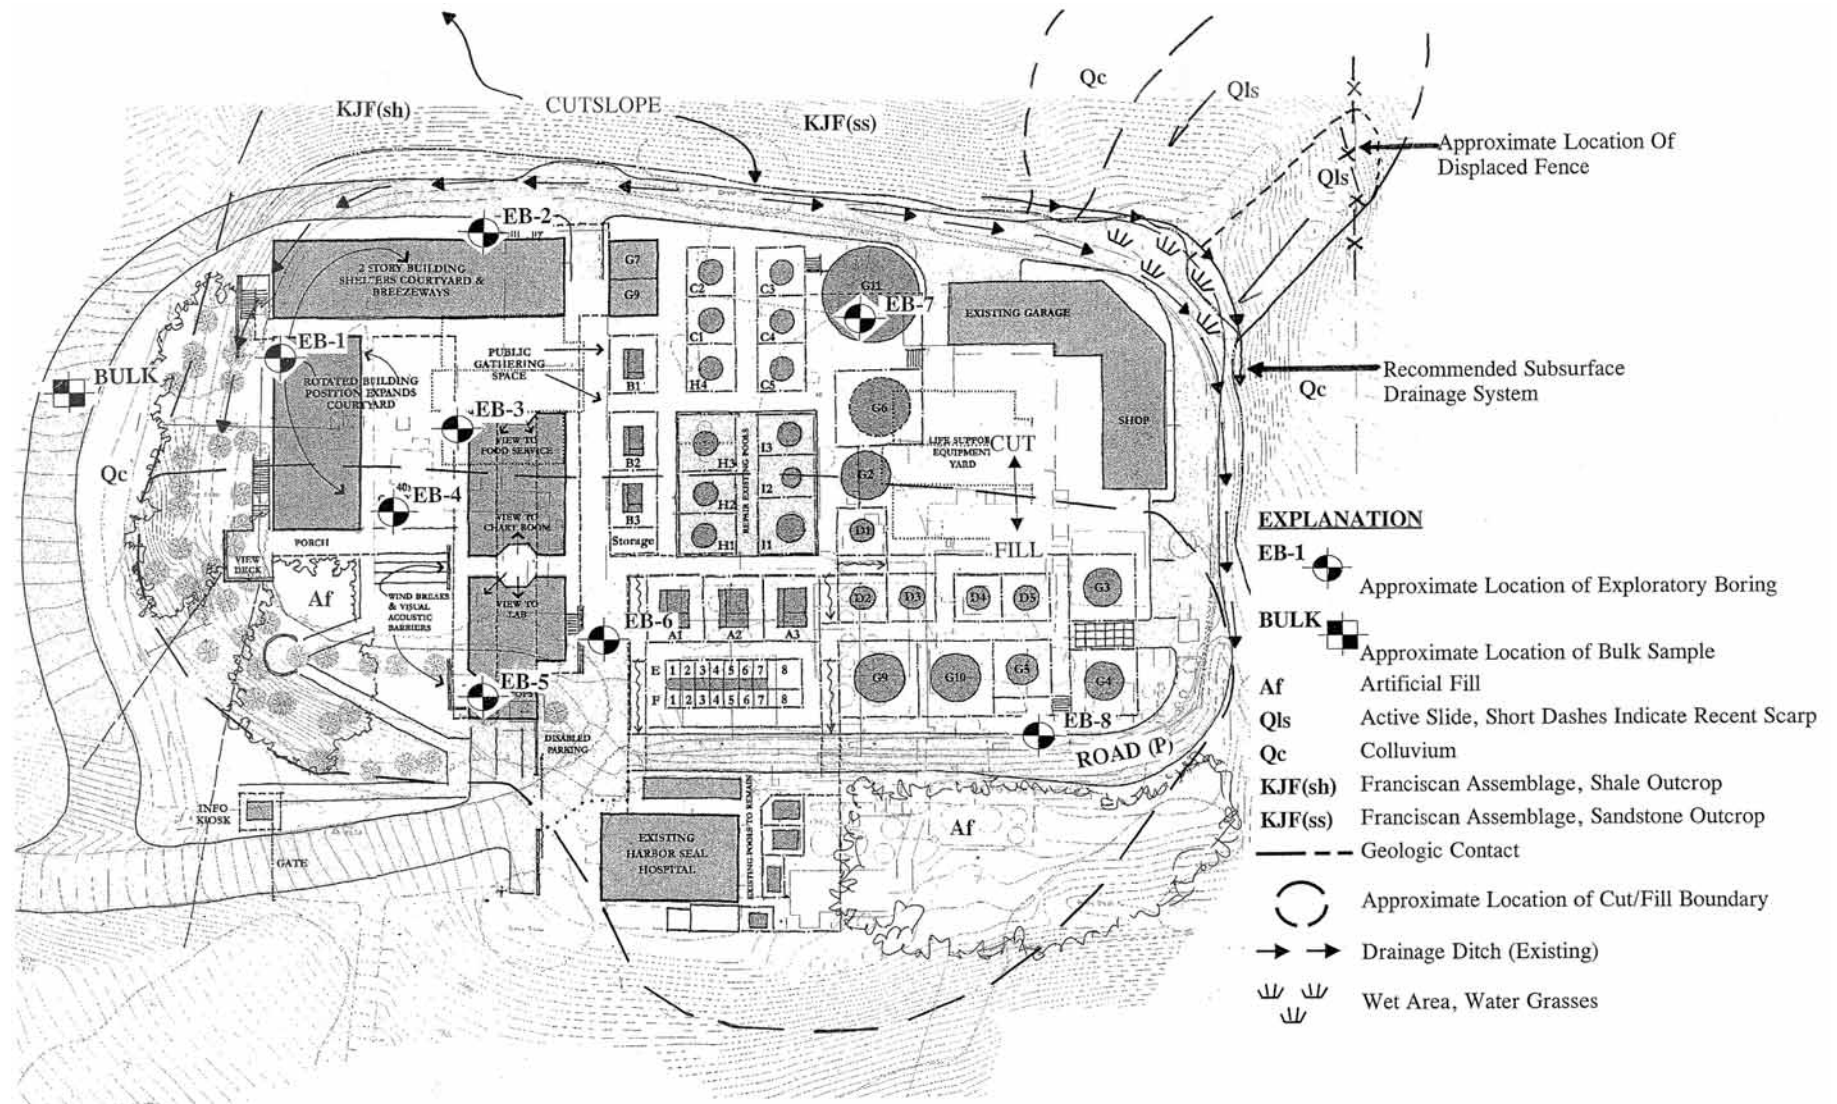 Qc
Qls
KJF(sh)
CUTSLOPE
KJF(ss)
Approximate Location Of
Displaced Fence
Qls
EB-2
2 STORY BUILDING
SHELTERS COURTYARD &
BREEZEWAYS
G7
G9
C2
C3
G11
EB-7
EXISTING GARAGE
EB-1
BULK
ROTATED BUILDING
POSITION EXPANDS
COURTYARD
PUBLIC
GATHERING
SPACE
B1
C1
C4
H4
C5
Recommended Subsurface
Drainage System
Qc
EB-3
VIEW TO
FOOD SERVICE
B2
H3
I3
REPAIR EXISTING POOLS
G6
SHOP
LIFE SUPPORT
EQUIPMENT
YARD
CUT
Qc
EB-4
B3
H2
I2
G2
VIEW TO
CHART ROOM
Storage
H1
I1
D1
FILL
PORCH
VIEW
DECK
Af
WIND BREAKS
& VISUAL
ACOUSTIC
BARRIERS
VIEW TO
LAB
EB-6
A1
A2
A3
D2
D3
D4
D5
G3
E 1 2 3 4 5 6 7 8
F 1 2 3 4 5 6 7 8
G9
G10
G5
G4
EB-5
EB-8
DISABLED
PARKING
ROAD (P)
INFO
KIOSK
GATE
EXISTING
HARBOR SEAL
HOSPITAL
EXISTING POOLS TO REMAIN
Af
EXPLANATION
EB-1
Approximate Location of Exploratory Boring
BULK
Approximate Location of Bulk Sample
Af Artificial Fill
Qls Active Slide, Short Dashes Indicate Recent Scarp
Qc Colluvium
KJF(sh) Franciscan Assemblage, Shale Outcrop
KJF(ss) Franciscan Assemblage, Sandstone Outcrop
Geologic Contact
Approximate Location of Cut/Fill Boundary
Drainage Ditch (Existing)
Wet Area, Water Grasses